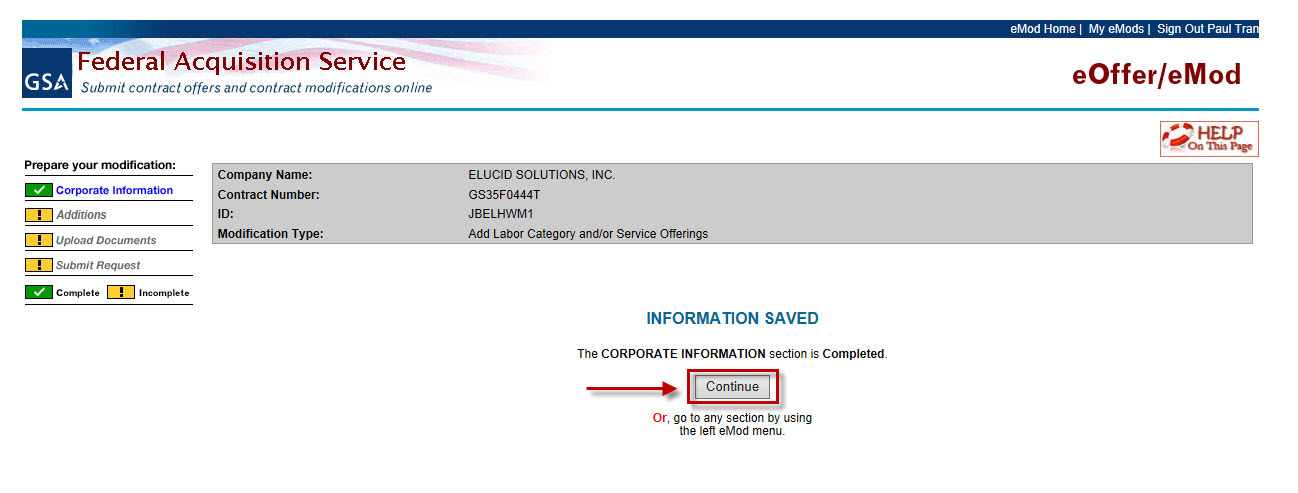 eMod Home | My eMods | Sign Out Paul Tran
GSA
Federal Acquisition Service
Submit contract offers and contract modifications online
eOffer/eMod
HELP
On This Page
Prepare your modification:
Corporate Information
! Additions
! Upload Documents
! Submit Request
Complete ! Incomplete
Company Name: ELUCID SOLUTIONS, INC.
Contract Number: GS35F0444T
ID: JBELHWM1
Modification Type: Add Labor Category and/or Service Offerings
INFORMATION SAVED
The CORPORATE INFORMATION section is Completed.
Continue
Or, go to any section by using
the left eMod menu.